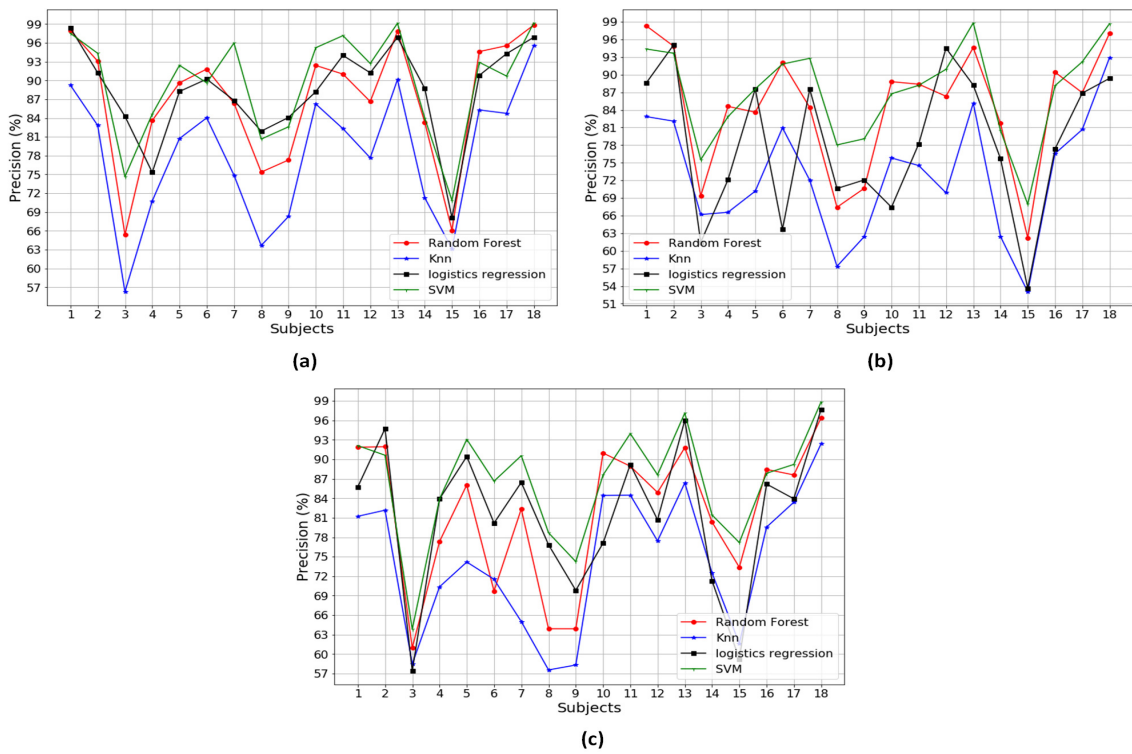 Precision (%)
99
96
93
90
87
84
81
78
75
72
69
66
63
60
57
Random Forest
Knn
logistics regression
SVM
1 2 3 4 5 6 7 8 9 10 11 12 13 14 15 16 17 18
Subjects
(a)
Precision (%)
99
96
93
90
87
84
81
78
75
72
69
66
63
60
57
54
51
Random Forest
Knn
logistics regression
SVM
1 2 3 4 5 6 7 8 9 10 11 12 13 14 15 16 17 18
Subjects
(b)
Precision (%)
99
96
93
90
87
84
81
78
75
72
69
66
63
60
57
Random Forest
Knn
logistics regression
SVM
1 2 3 4 5 6 7 8 9 10 11 12 13 14 15 16 17 18
Subjects
(c)